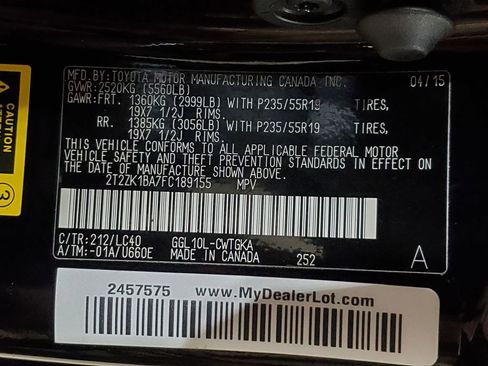 MFD.BY:TOYOTA MOTOR MANUFACTURING CANADA INC. 04/15
GVWR:2520KG (5560LB)
GAWR:FRT. 1360KG (2999LB) WITH P235/55R19 TIRES,
19X7 1/2J RIMS.
RR. 1385KG (3056LB) WITH P235/55R19 TIRES,
19X7 1/2J RIMS.
THIS VEHICLE CONFORMS TO ALL APPLICABLE FEDERAL MOTOR
VEHICLE SAFETY AND THEFT PREVENTION STANDARDS IN EFFECT ON
THE DATE OF MANUFACTURE SHOWN ABOVE.
2T2ZK1BA7FC189155 MPV
C/TR:212/LC40 GGL10L-CWTGKA
A/TM:-01A/U660E MADE IN CANADA 252 A
2457575 www.MyDealerLot.com
CAUTION
3